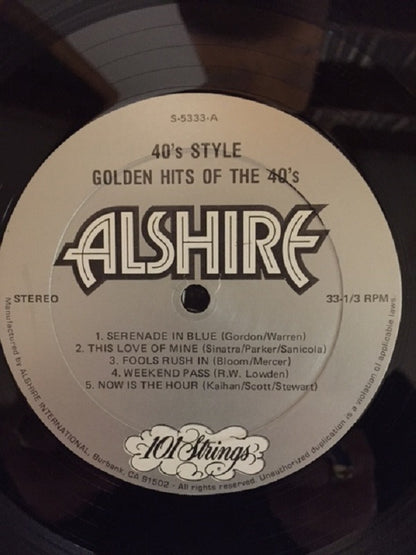 S-5333-A
40's STYLE
GOLDEN HITS OF THE 40's
ALSHIRE
STEREO 33-1/3 RPM
1. SERENADE IN BLUE (Gordon/Warren)
2. THIS LOVE OF MINE (Sinatra/Parker/Sanicola)
3. FOOLS RUSH IN (Bloom/Mercer)
4. WEEKEND PASS (R.W. Lowden)
5. NOW IS THE HOUR (Kaihan/Scott/Stewart)
101 Strings
Manufactured by ALSHIRE INTERNATIONAL, Burbank, CA 91502 - All rights reserved. Unauthorized duplication is a violation of applicable laws.